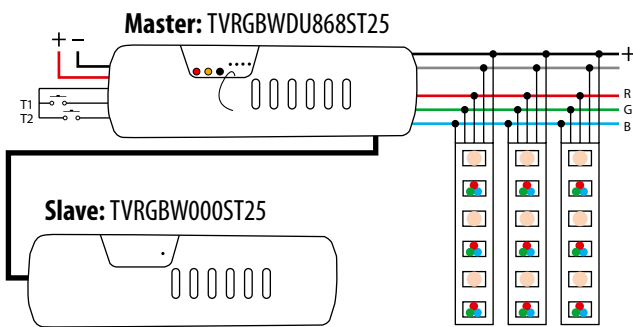 Master: TVRGBWDU868ST25
+ −
+
R
T1
G
T2
B
Slave: TVRGBW000ST25